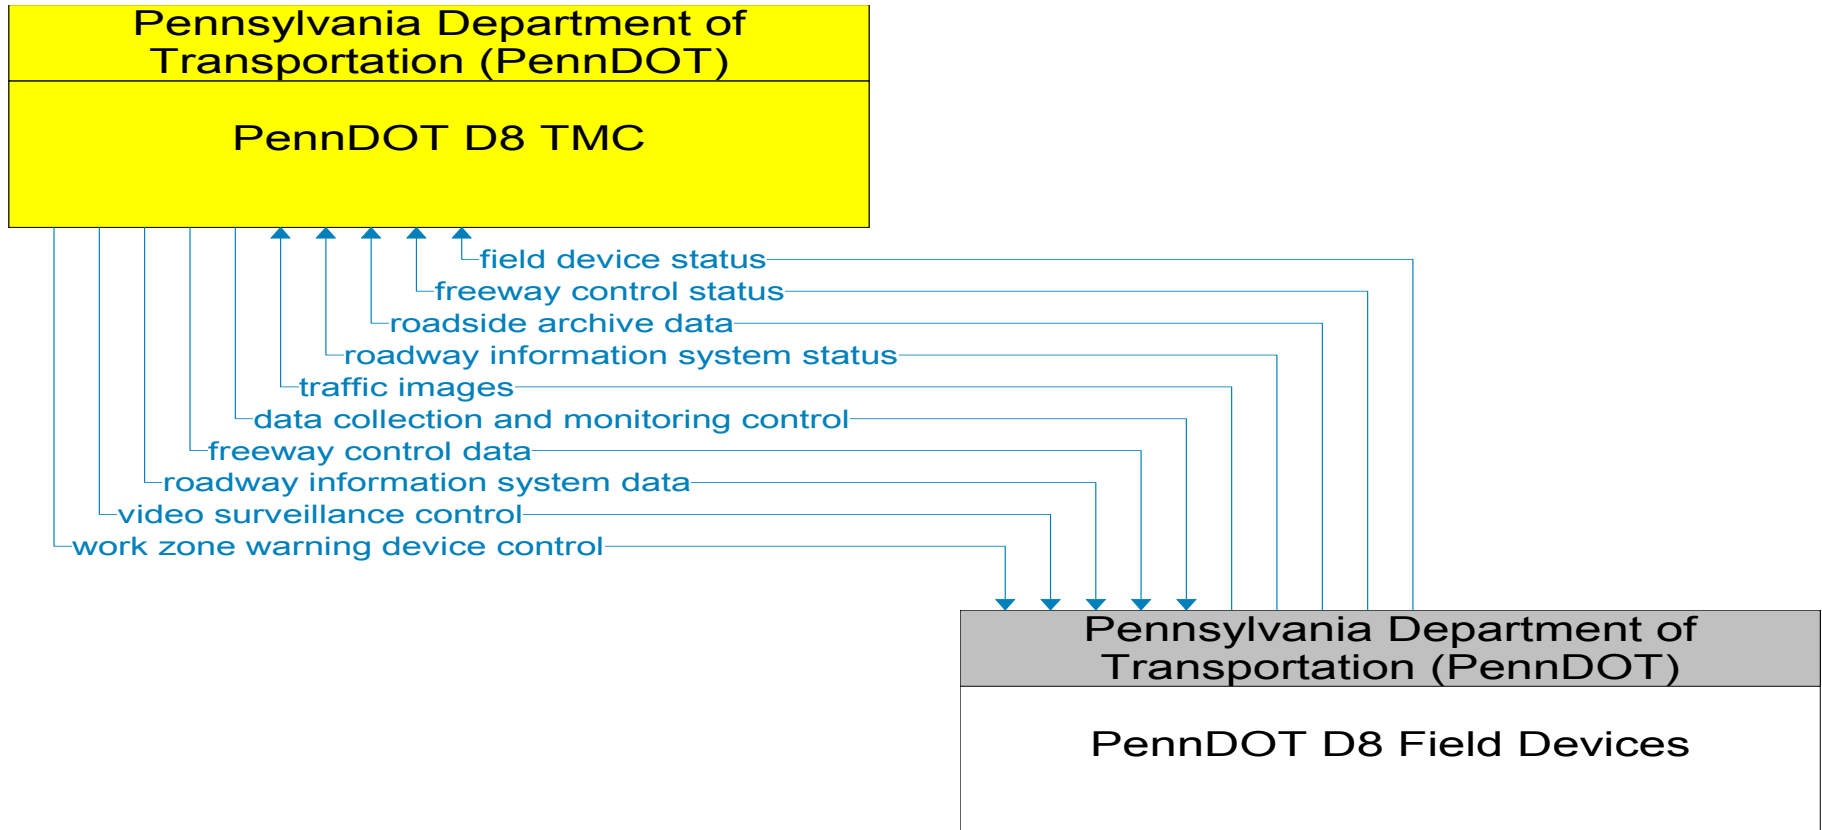 Pennsylvania Department of
Transportation (PennDOT)
PennDOT D8 TMC
field device status
freeway control status
roadside archive data
roadway information system status
traffic images
data collection and monitoring control
freeway control data
roadway information system data
video surveillance control
work zone warning device control
Pennsylvania Department of
Transportation (PennDOT)
PennDOT D8 Field Devices